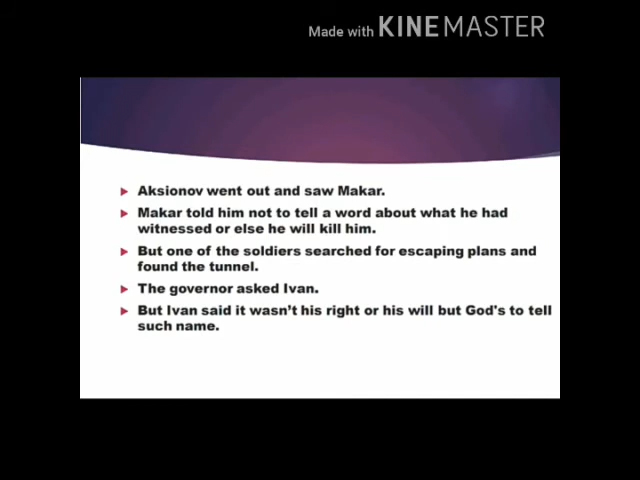 Made with KINEMASTER
Aksionov went out and saw Makar.
Makar told him not to tell a word about what he had
witnessed or else he will kill him.
But one of the soldiers searched for escaping plans and
found the tunnel.
The governor asked Ivan.
But Ivan said it wasn't his right or his will but God's to tell
such name.